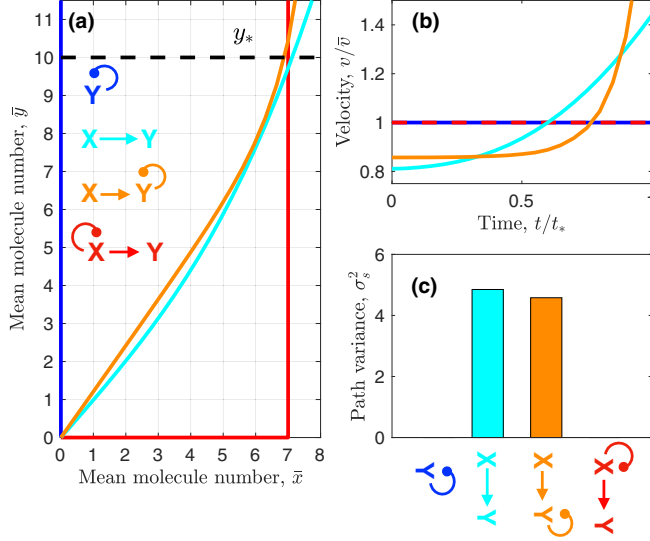 (a)
y*
Y
X → Y
X → Y
X → Y
11
10
9
8
7
6
5
4
3
2
1
0
0 1 2 3 4 5 6 7 8
Mean molecule number, x̄
Mean molecule number, ȳ
(b)
1.4
1.2
1
0.8
0 0.5 1
Velocity, v/v̄
Time, t/t*
(c)
6
4
2
0
Path variance, σ²ₛ
Y
X → Y
X → Y
X → Y